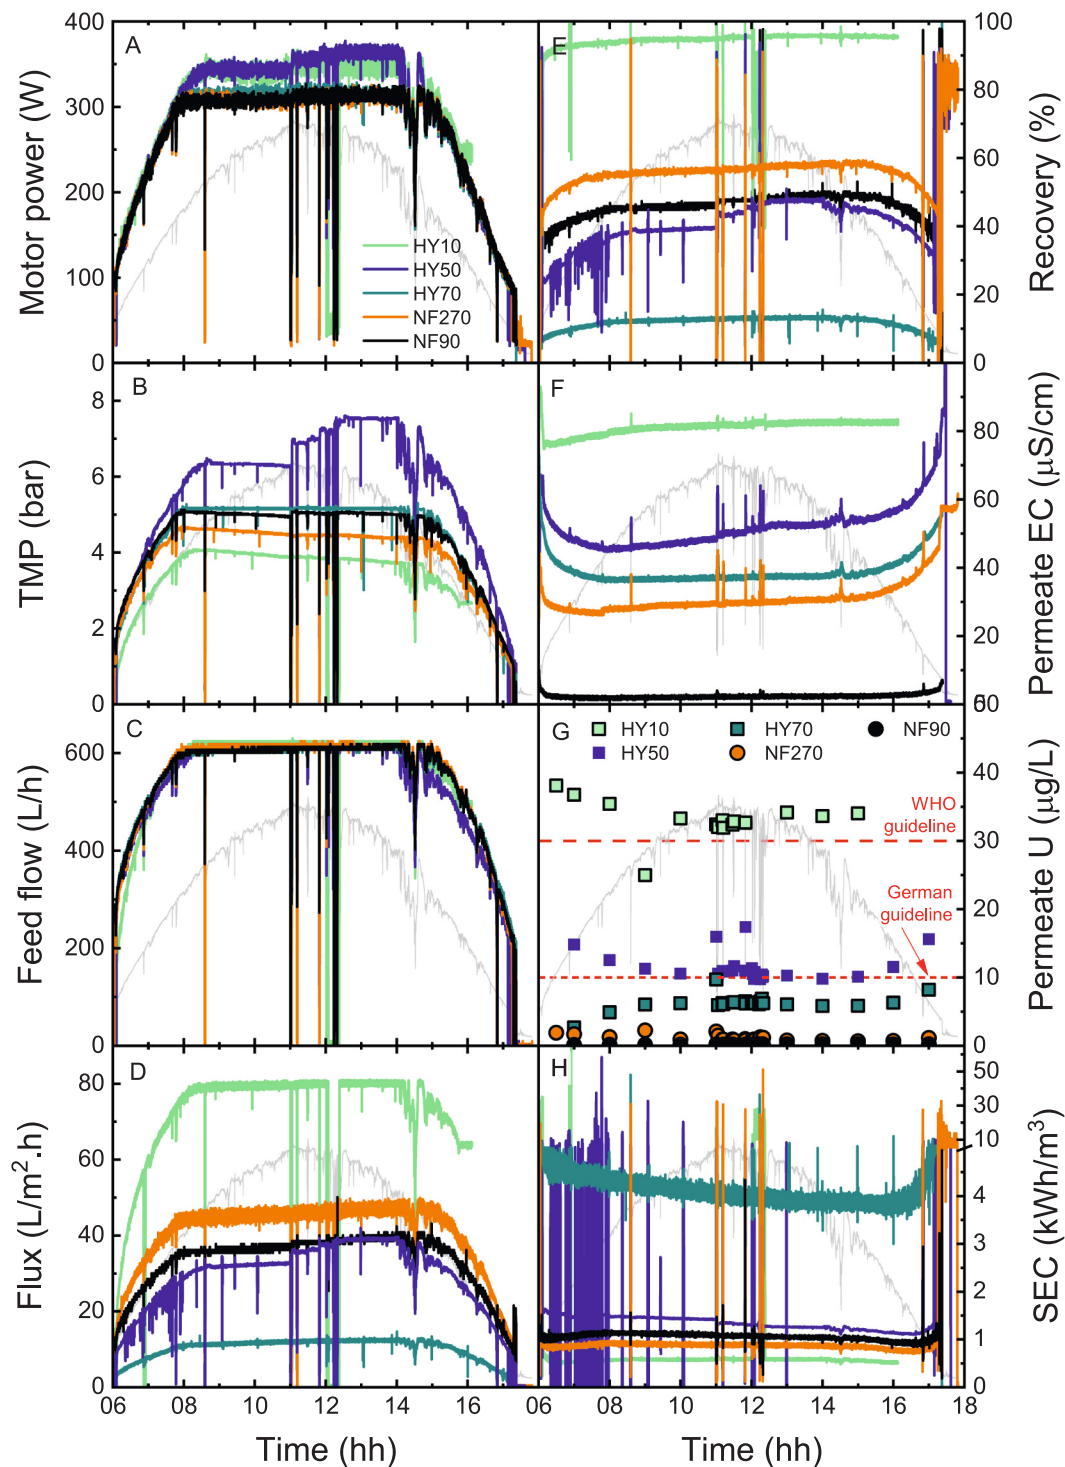 A
Motor power (W)
400
300
200
100
0
HY10
HY50
HY70
NF270
NF90
E
Recovery (%)
100
80
60
40
20
0
B
TMP (bar)
8
6
4
2
0
F
Permeate EC (µS/cm)
80
60
40
20
0
C
Feed flow (L/h)
600
400
200
0
G
HY10
HY70
NF90
HY50
NF270
WHO
guideline
German
guideline
Permeate U (µg/L)
50
40
30
20
10
0
D
Flux (L/m².h)
80
60
40
20
0
H
SEC (kWh/m³)
50
30
10
4
3
2
1
0
06 08 10 12 14 16
Time (hh)
06 08 10 12 14 16 18
Time (hh)